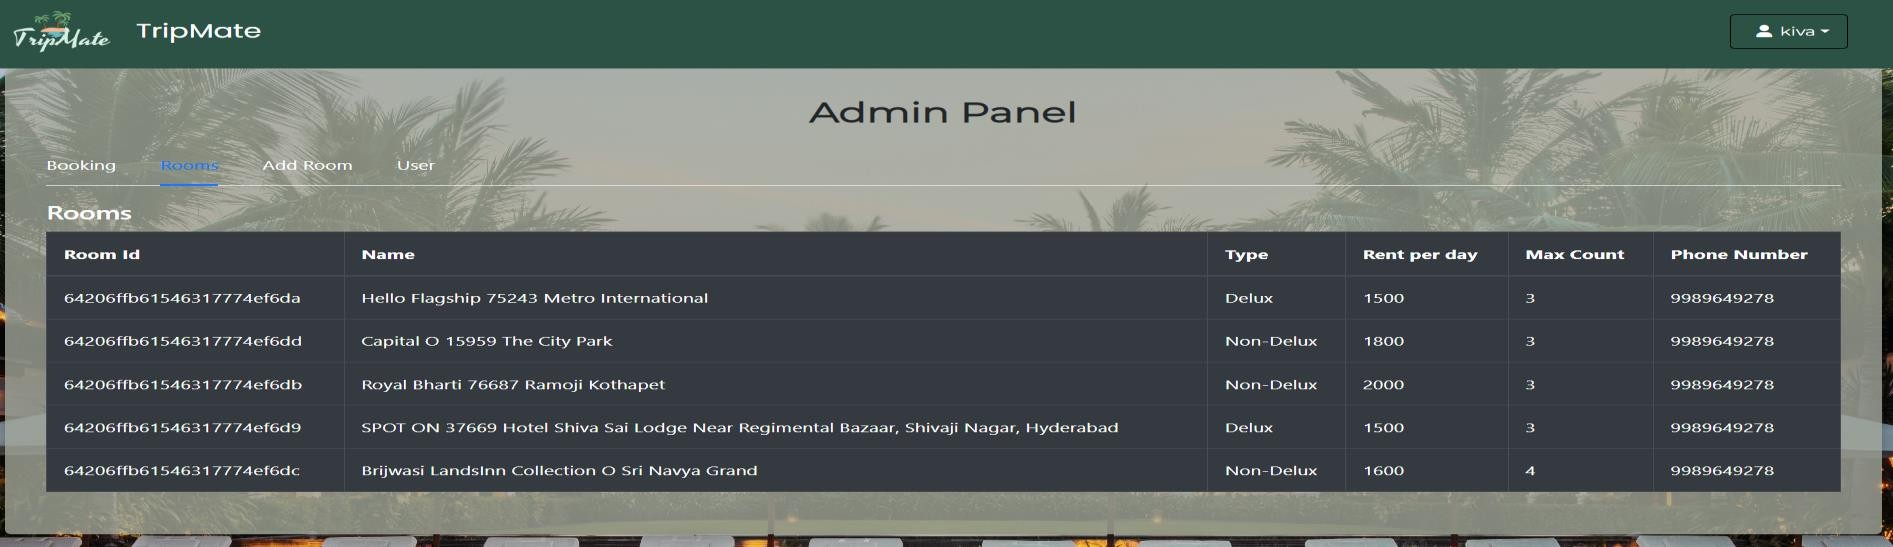 TripMate TripMate kiva
Admin Panel
Booking Rooms Add Room User
Rooms
Room Id Name Type Rent per day Max Count Phone Number
64206ffb61546317774ef6da Hello Flagship 75243 Metro International Delux 1500 3 9989649278
64206ffb61546317774ef6dd Capital O 15959 The City Park Non-Delux 1800 3 9989649278
64206ffb61546317774ef6db Royal Bharti 76687 Ramoji Kothapet Non-Delux 2000 3 9989649278
64206ffb61546317774ef6d9 SPOT ON 37669 Hotel Shiva Sai Lodge Near Regimental Bazaar, Shivaji Nagar, Hyderabad Delux 1500 3 9989649278
64206ffb61546317774ef6dc Brijwasi LandsInn Collection O Sri Navya Grand Non-Delux 1600 4 9989649278